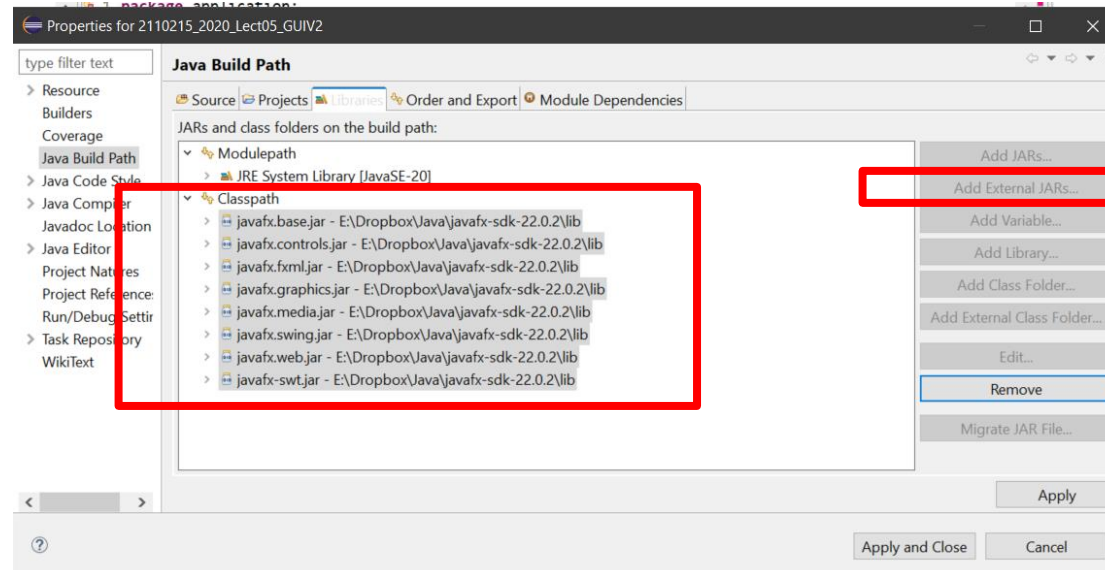 package application;
Properties for 2110215_2020_Lect05_GUIV2
type filter text
Java Build Path
Resource
Builders
Coverage
Java Build Path
Java Code Style
Java Compiler
Javadoc Location
Java Editor
Project Natures
Project Reference
Run/Debug Settir
Task Repository
WikiText
Source Projects Libraries Order and Export Module Dependencies
JARs and class folders on the build path:
Modulepath
JRE System Library [JavaSE-20]
Classpath
javafx.base.jar - E:\Dropbox\Java\javafx-sdk-22.0.2\lib
javafx.controls.jar - E:\Dropbox\Java\javafx-sdk-22.0.2\lib
javafx.fxml.jar - E:\Dropbox\Java\javafx-sdk-22.0.2\lib
javafx.graphics.jar - E:\Dropbox\Java\javafx-sdk-22.0.2\lib
javafx.media.jar - E:\Dropbox\Java\javafx-sdk-22.0.2\lib
javafx.swing.jar - E:\Dropbox\Java\javafx-sdk-22.0.2\lib
javafx.web.jar - E:\Dropbox\Java\javafx-sdk-22.0.2\lib
javafx-swt.jar - E:\Dropbox\Java\javafx-sdk-22.0.2\lib
Add JARs...
Add External JARs...
Add Variable...
Add Library...
Add Class Folder...
Add External Class Folder...
Edit...
Remove
Migrate JAR File...
Apply
Apply and Close
Cancel